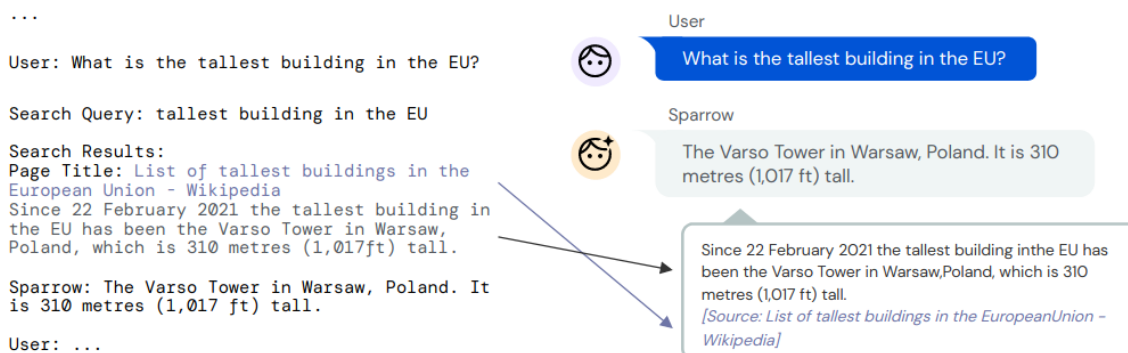 ...
User: What is the tallest building in the EU?
Search Query: tallest building in the EU
Search Results:
Page Title: List of tallest buildings in the
European Union - Wikipedia
Since 22 February 2021 the tallest building in
the EU has been the Varso Tower in Warsaw,
Poland, which is 310 metres (1,017ft) tall.
Sparrow: The Varso Tower in Warsaw, Poland. It
is 310 metres (1,017 ft) tall.
User: ...
User
What is the tallest building in the EU?
Sparrow
The Varso Tower in Warsaw, Poland. It is 310
metres (1,017 ft) tall.
Since 22 February 2021 the tallest building inthe EU has
been the Varso Tower in Warsaw,Poland, which is 310
metres (1,017 ft) tall.
[Source: List of tallest buildings in the EuropeanUnion -
Wikipedia]